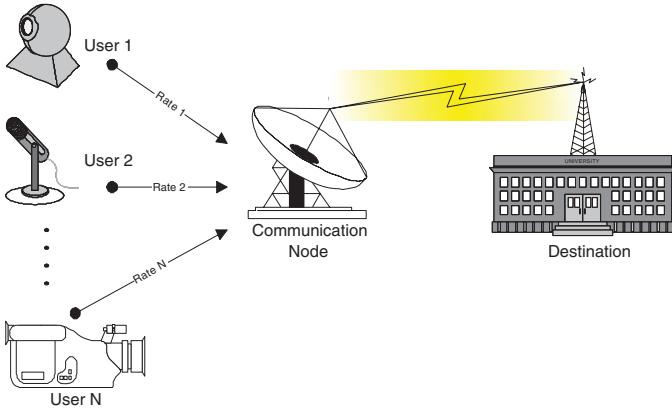 User 1
Rate 1
User 2
Rate 2
Rate N
User N
Communication
Node
UNIVERSITY
Destination